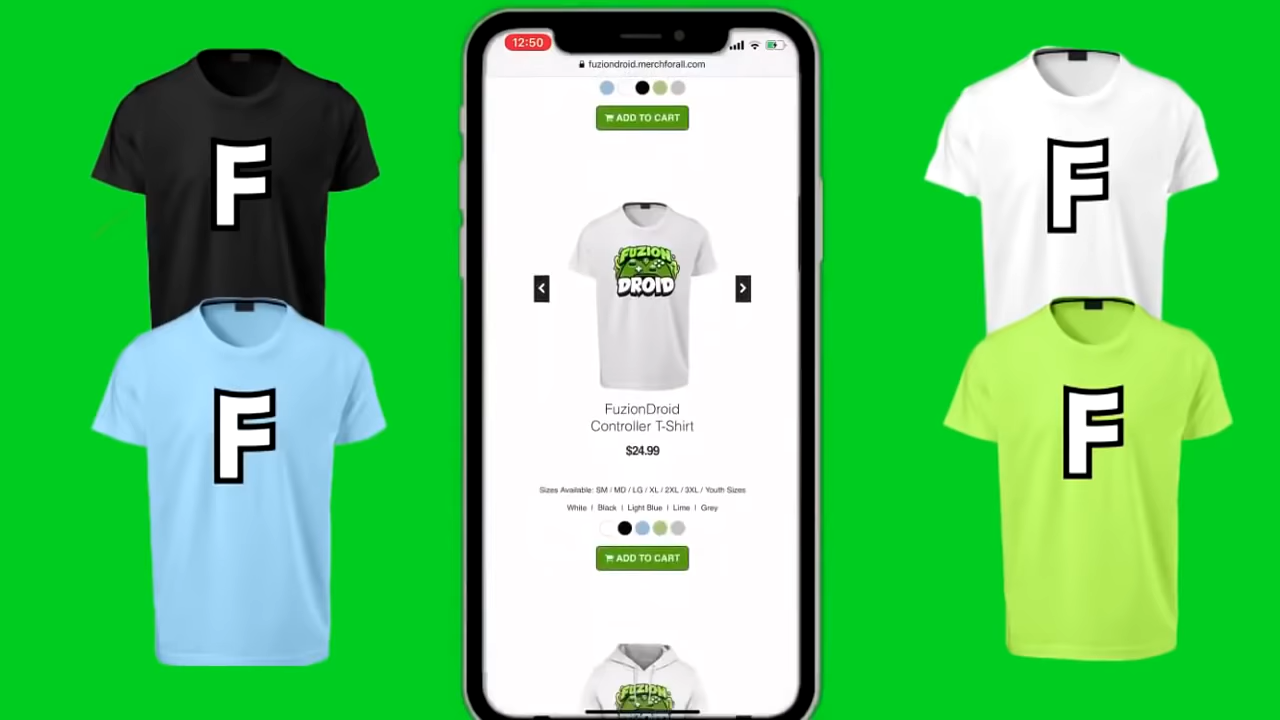 12:50
fuziondroid.merchforall.com
ADD TO CART
F
F
FUZION
DROID
FuzionDroid
Controller T-Shirt
$24.99
F
F
Sizes Available: SM / MD / LG / XL / 2XL / 3XL / Youth Sizes
White I Black I Light Blue I Lime I Grey
ADD TO CART
FUZION